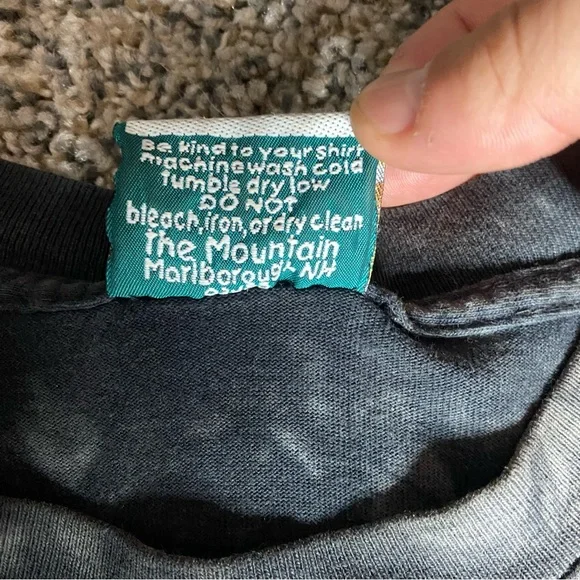 Be kind to your shirt
machine wash cold
tumble dry low
DO NOT
bleach, iron, or dry clean
The Mountain
Marlborough NH